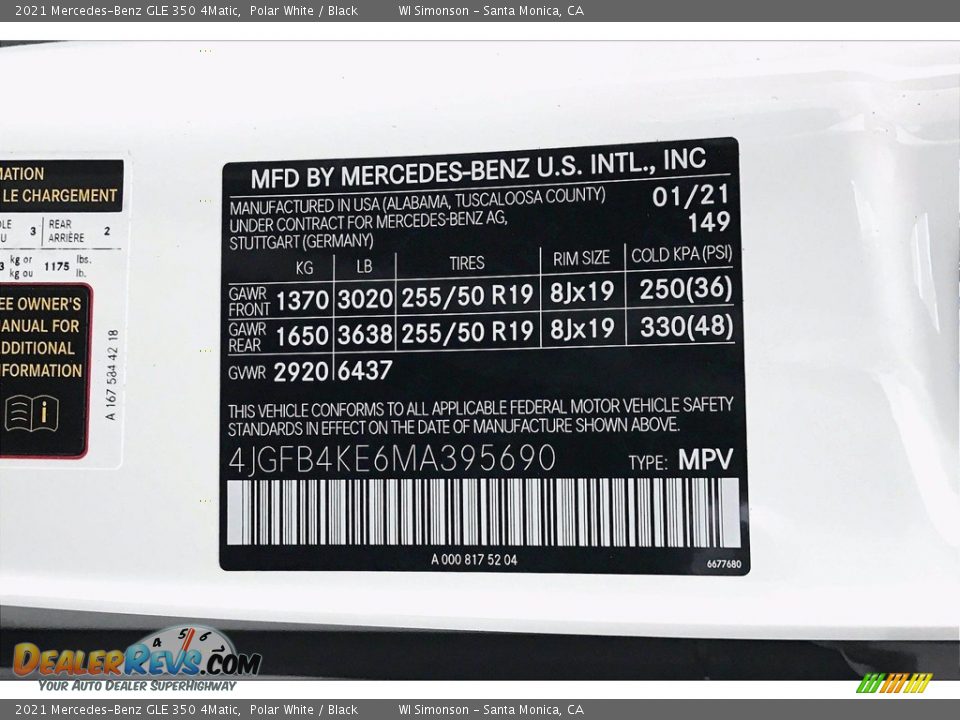 2021 Mercedes-Benz GLE 350 4Matic, Polar White / Black WI Simonson - Santa Monica, CA
MATION
LE CHARGEMENT
3 REAR ARRIÈRE 2
kg or kg ou 1175 lbs. lb.
EE OWNER'S
ANUAL FOR
DDITIONAL
FORMATION
i
A 167 584 42 18
MFD BY MERCEDES-BENZ U.S. INTL., INC
MANUFACTURED IN USA (ALABAMA, TUSCALOOSA COUNTY) 01/21
UNDER CONTRACT FOR MERCEDES-BENZ AG, 149
STUTTGART (GERMANY)
KG LB TIRES RIM SIZE COLD KPA (PSI)
GAWR FRONT 1370 3020 255/50 R19 8Jx19 250(36)
GAWR REAR 1650 3638 255/50 R19 8Jx19 330(48)
GVWR 2920 6437
THIS VEHICLE CONFORMS TO ALL APPLICABLE FEDERAL MOTOR VEHICLE SAFETY
STANDARDS IN EFFECT ON THE DATE OF MANUFACTURE SHOWN ABOVE.
4JGFB4KE6MA395690 TYPE: MPV
A 000 817 52 04 6677680
4 5 6
DEALERREVS.COM
YOUR AUTO DEALER SUPERHIGHWAY
2021 Mercedes-Benz GLE 350 4Matic, Polar White / Black WI Simonson - Santa Monica, CA